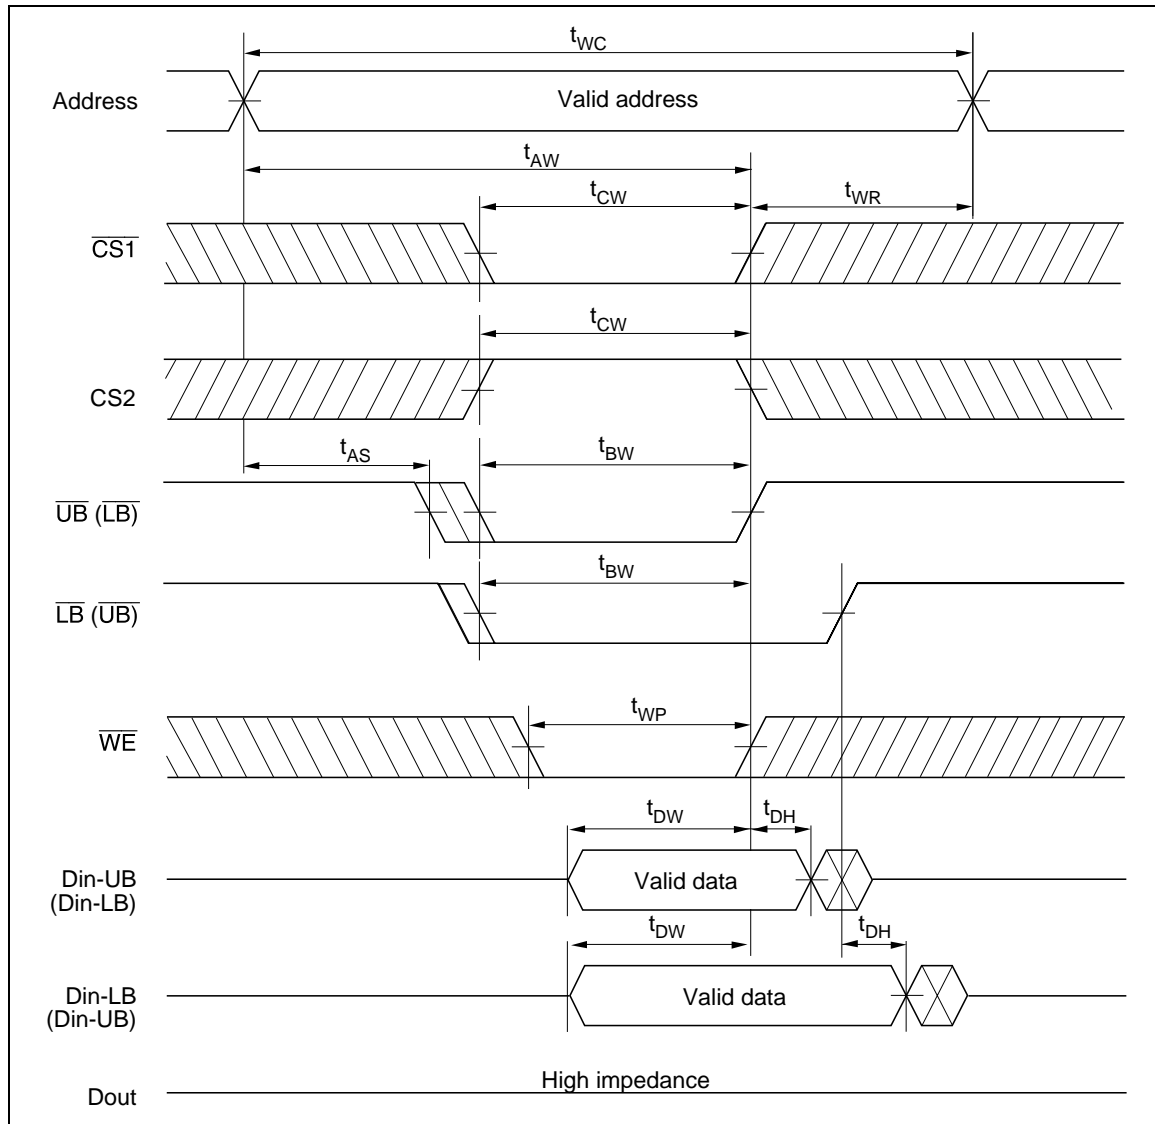 tWC
Address
Valid address
tAW
tCW
tWR
CS1
tCW
CS2
tAS
tBW
UB (LB)
tBW
LB (UB)
tWP
WE
tDW
tDH
Din-UB
(Din-LB)
Valid data
tDW
tDH
Din-LB
(Din-UB)
Valid data
High impedance
Dout